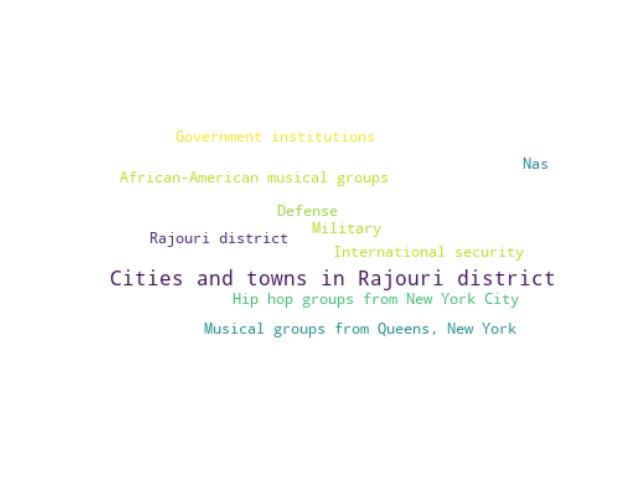 Government institutions
Nas
African-American musical groups
Defense
Military
Rajouri district
International security
Cities and towns in Rajouri district
Hip hop groups from New York City
Musical groups from Queens, New York